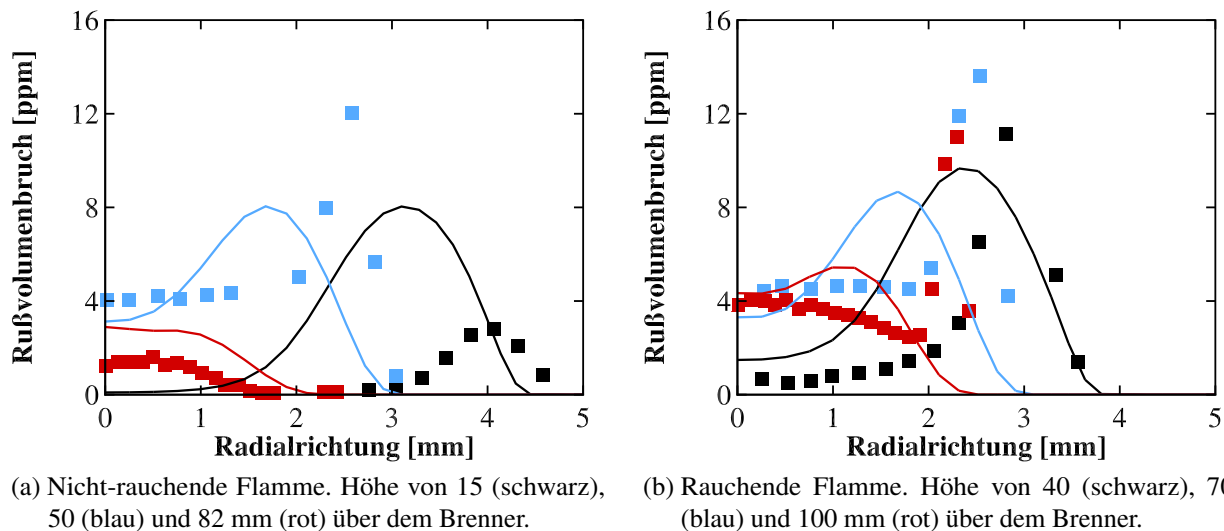 16
12
8
4
0
Rußvolumenbruch [ppm]
0 1 2 3 4 5
Radialrichtung [mm]
(a) Nicht-rauchende Flamme. Höhe von 15 (schwarz),
50 (blau) und 82 mm (rot) über dem Brenner.
16
12
8
4
0
Rußvolumenbruch [ppm]
0 1 2 3 4 5
Radialrichtung [mm]
(b) Rauchende Flamme. Höhe von 40 (schwarz), 70
(blau) und 100 mm (rot) über dem Brenner.